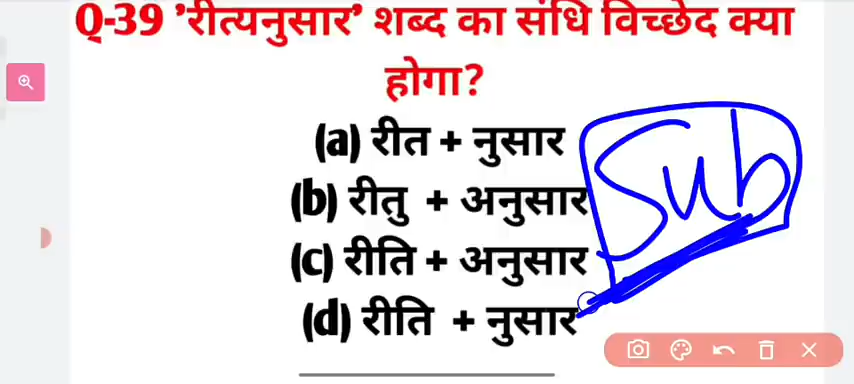 Q-39 'रीत्यनुसार' शब्द का संधि विच्छेद क्या
होगा?
(a) रीत + नुसार
(b) रीतु + अनुसार
(c) रीति + अनुसार
(d) रीति + नुसार
Sub